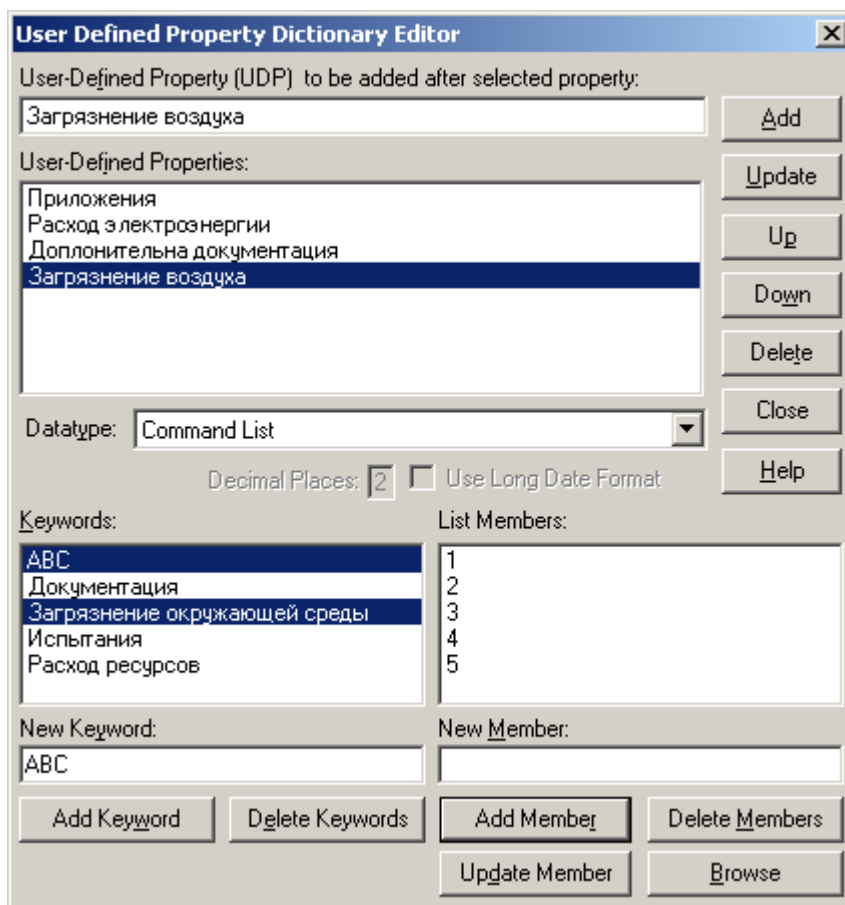 User Defined Property Dictionary Editor
User-Defined Property (UDP) to be added after selected property:
Загрязнение воздуха
Add
User-Defined Properties:
Update
Приложения
Расход электроэнергии
Up
Доплонительна документация
Загрязнение воздуха
Down
Delete
Close
Datatype: Command List
Decimal Places: 2 Use Long Date Format
Help
Keywords: List Members:
ABC 1
Документация 2
Загрязнение окружающей среды 3
Испытания 4
Расход ресурсов 5
New Keyword: New Member:
ABC
Add Keyword Delete Keywords Add Member Delete Members
Update Member Browse